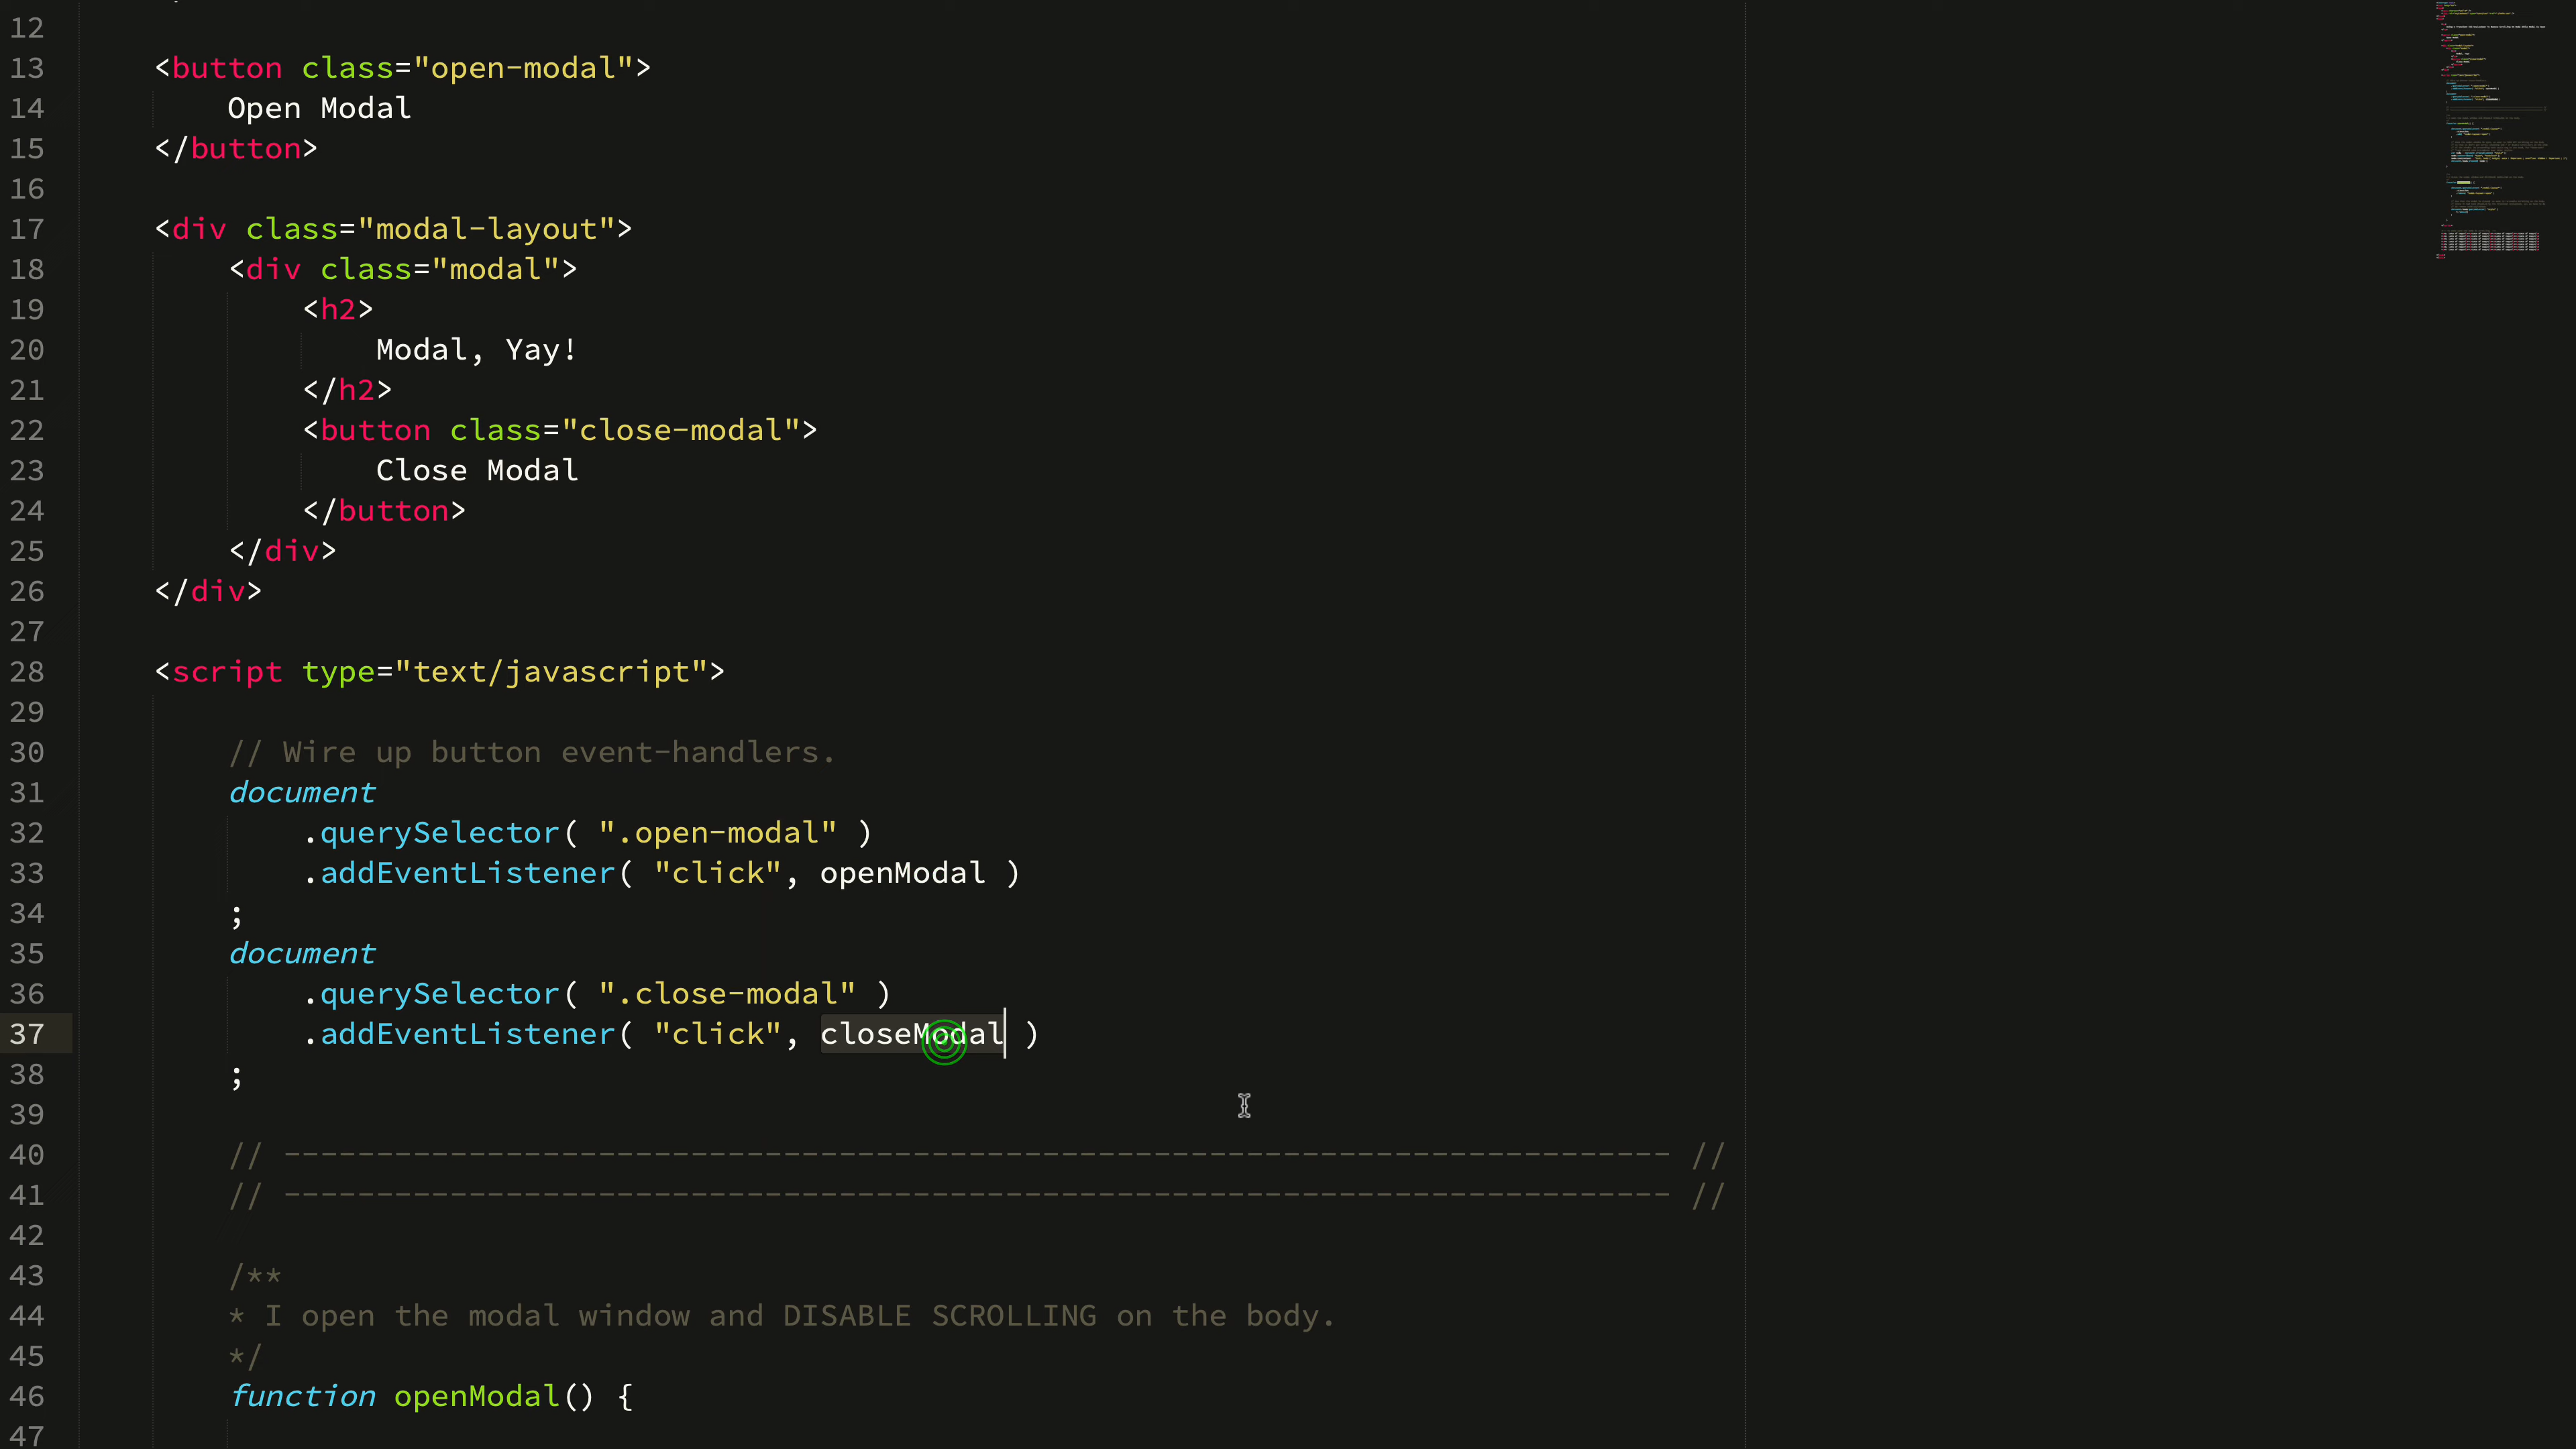 12
13 <button class="open-modal">
14 Open Modal
15 </button>
16
17 <div class="modal-layout">
18 <div class="modal">
19 <h2>
20 Modal, Yay!
21 </h2>
22 <button class="close-modal">
23 Close Modal
24 </button>
25 </div>
26 </div>
27
28 <script type="text/javascript">
29
30 // Wire up button event-handlers.
31 document
32 .querySelector( ".open-modal" )
33 .addEventListener( "click", openModal )
34 ;
35 document
36 .querySelector( ".close-modal" )
37 .addEventListener( "click", closeModal )
38 ;
39
40 // --------------------------------------------------------------------------- //
41 // --------------------------------------------------------------------------- //
42
43 /**
44 * I open the modal window and DISABLE SCROLLING on the body.
45 */
46 function openModal() {
47